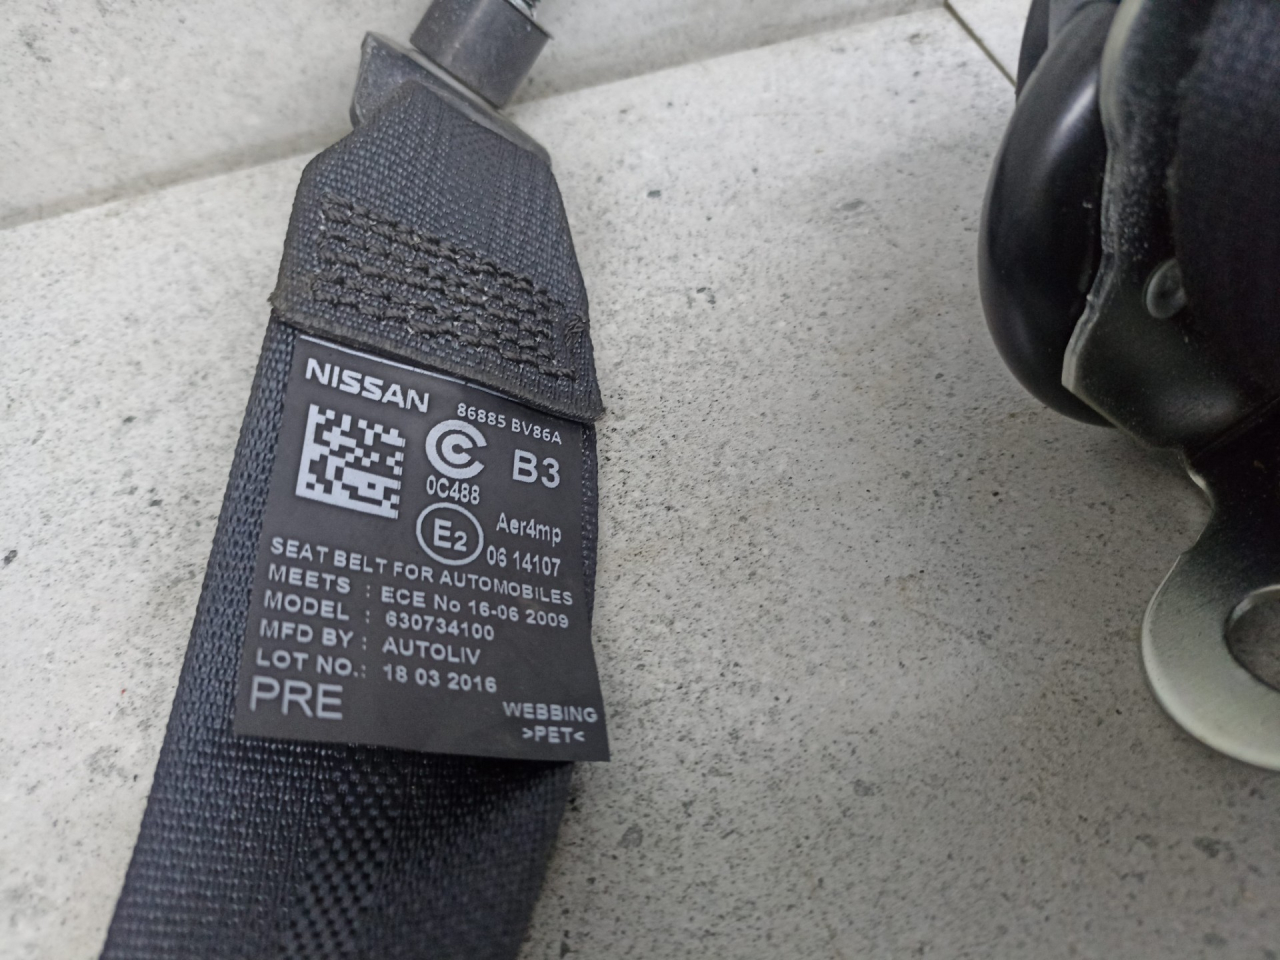 NISSAN
86885 BV86A
B3
0C488
E2
Aer4mp
06 14107
SEAT BELT FOR AUTOMOBILES
MEETS : ECE No 16-06 2009
MODEL : 630734100
MFD BY : AUTOLIV
LOT NO.: 18 03 2016
PRE
WEBBING
>PET<